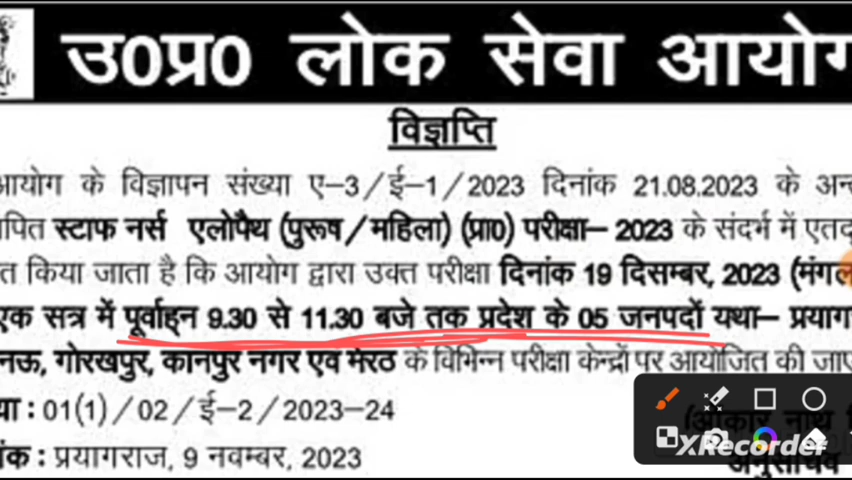 उ0प्र0 लोक सेवा आयोग
विज्ञप्ति
आयोग के विज्ञापन संख्या ए–3/ई–1/2023 दिनांक 21.08.2023 के अन्त
स्टाफ नर्स एलोपैथ (पुरूष/महिला) (प्रा0) परीक्षा– 2023 के संदर्भ में एतद्
किया जाता है कि आयोग द्वारा उक्त परीक्षा दिनांक 19 दिसम्बर, 2023 (मंगल
एक सत्र में पूर्वाह्न 9.30 से 11.30 बजे तक प्रदेश के 05 जनपदों यथा– प्रयाग
नऊ, गोरखपुर, कानपुर नगर एवं मेरठ के विभिन्न परीक्षा केन्द्रों पर आयोजित की जाए
या : 01(1)/02/ई–2/2023–24
ंक : प्रयागराज, 9 नवम्बर, 2023
XRecorder
अनुसचिव